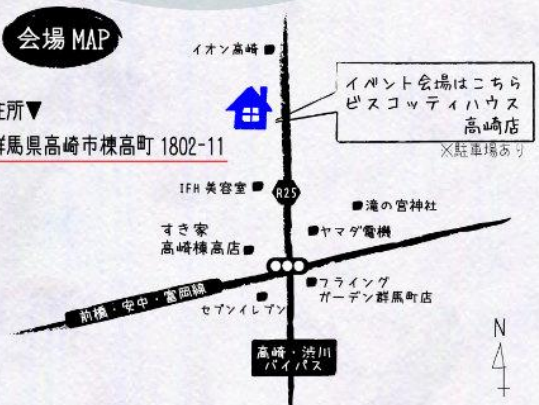 会場 MAP
イオン高崎
住所▼
群馬県高崎市棟高町 1802-11
イベント会場はこちら
ビスコッティハウス
高崎店
※駐車場あり
IFH 美容室
R25
滝の宮神社
すき家
高崎棟高店
ヤマダ電機
フライング
ガーデン群馬町店
前橋・安中・富岡線
セブンイレブン
高崎・渋川
バイパス
N